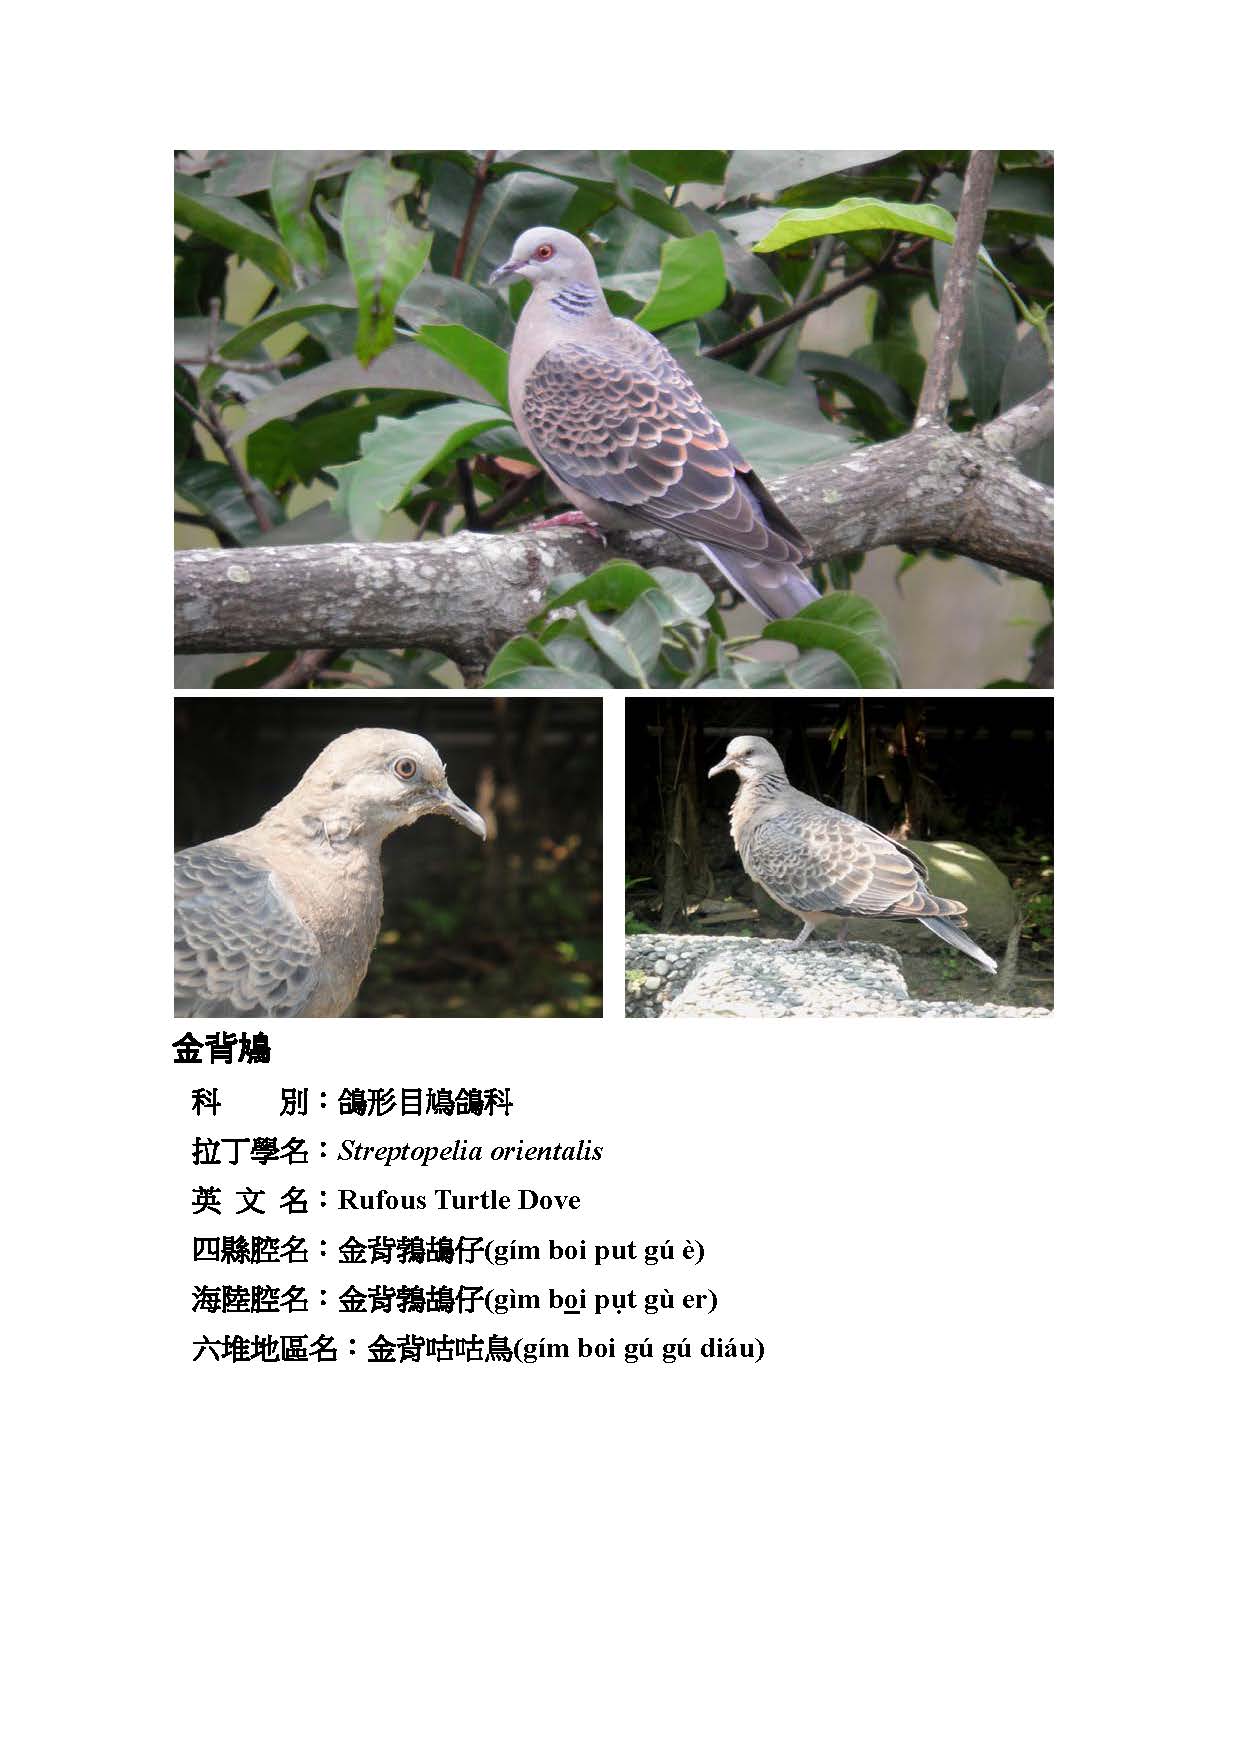 金背鳩
科　　別：鴿形目鳩鴿科
拉丁學名：Streptopelia orientalis
英 文 名：Rufous Turtle Dove
四縣腔名：金背鵓鴣仔(gím boi put gú è)
海陸腔名：金背鵓鴣仔(gìm bo̲i pụt gù er)
六堆地區名：金背咕咕鳥(gím boi gú gú diáu)